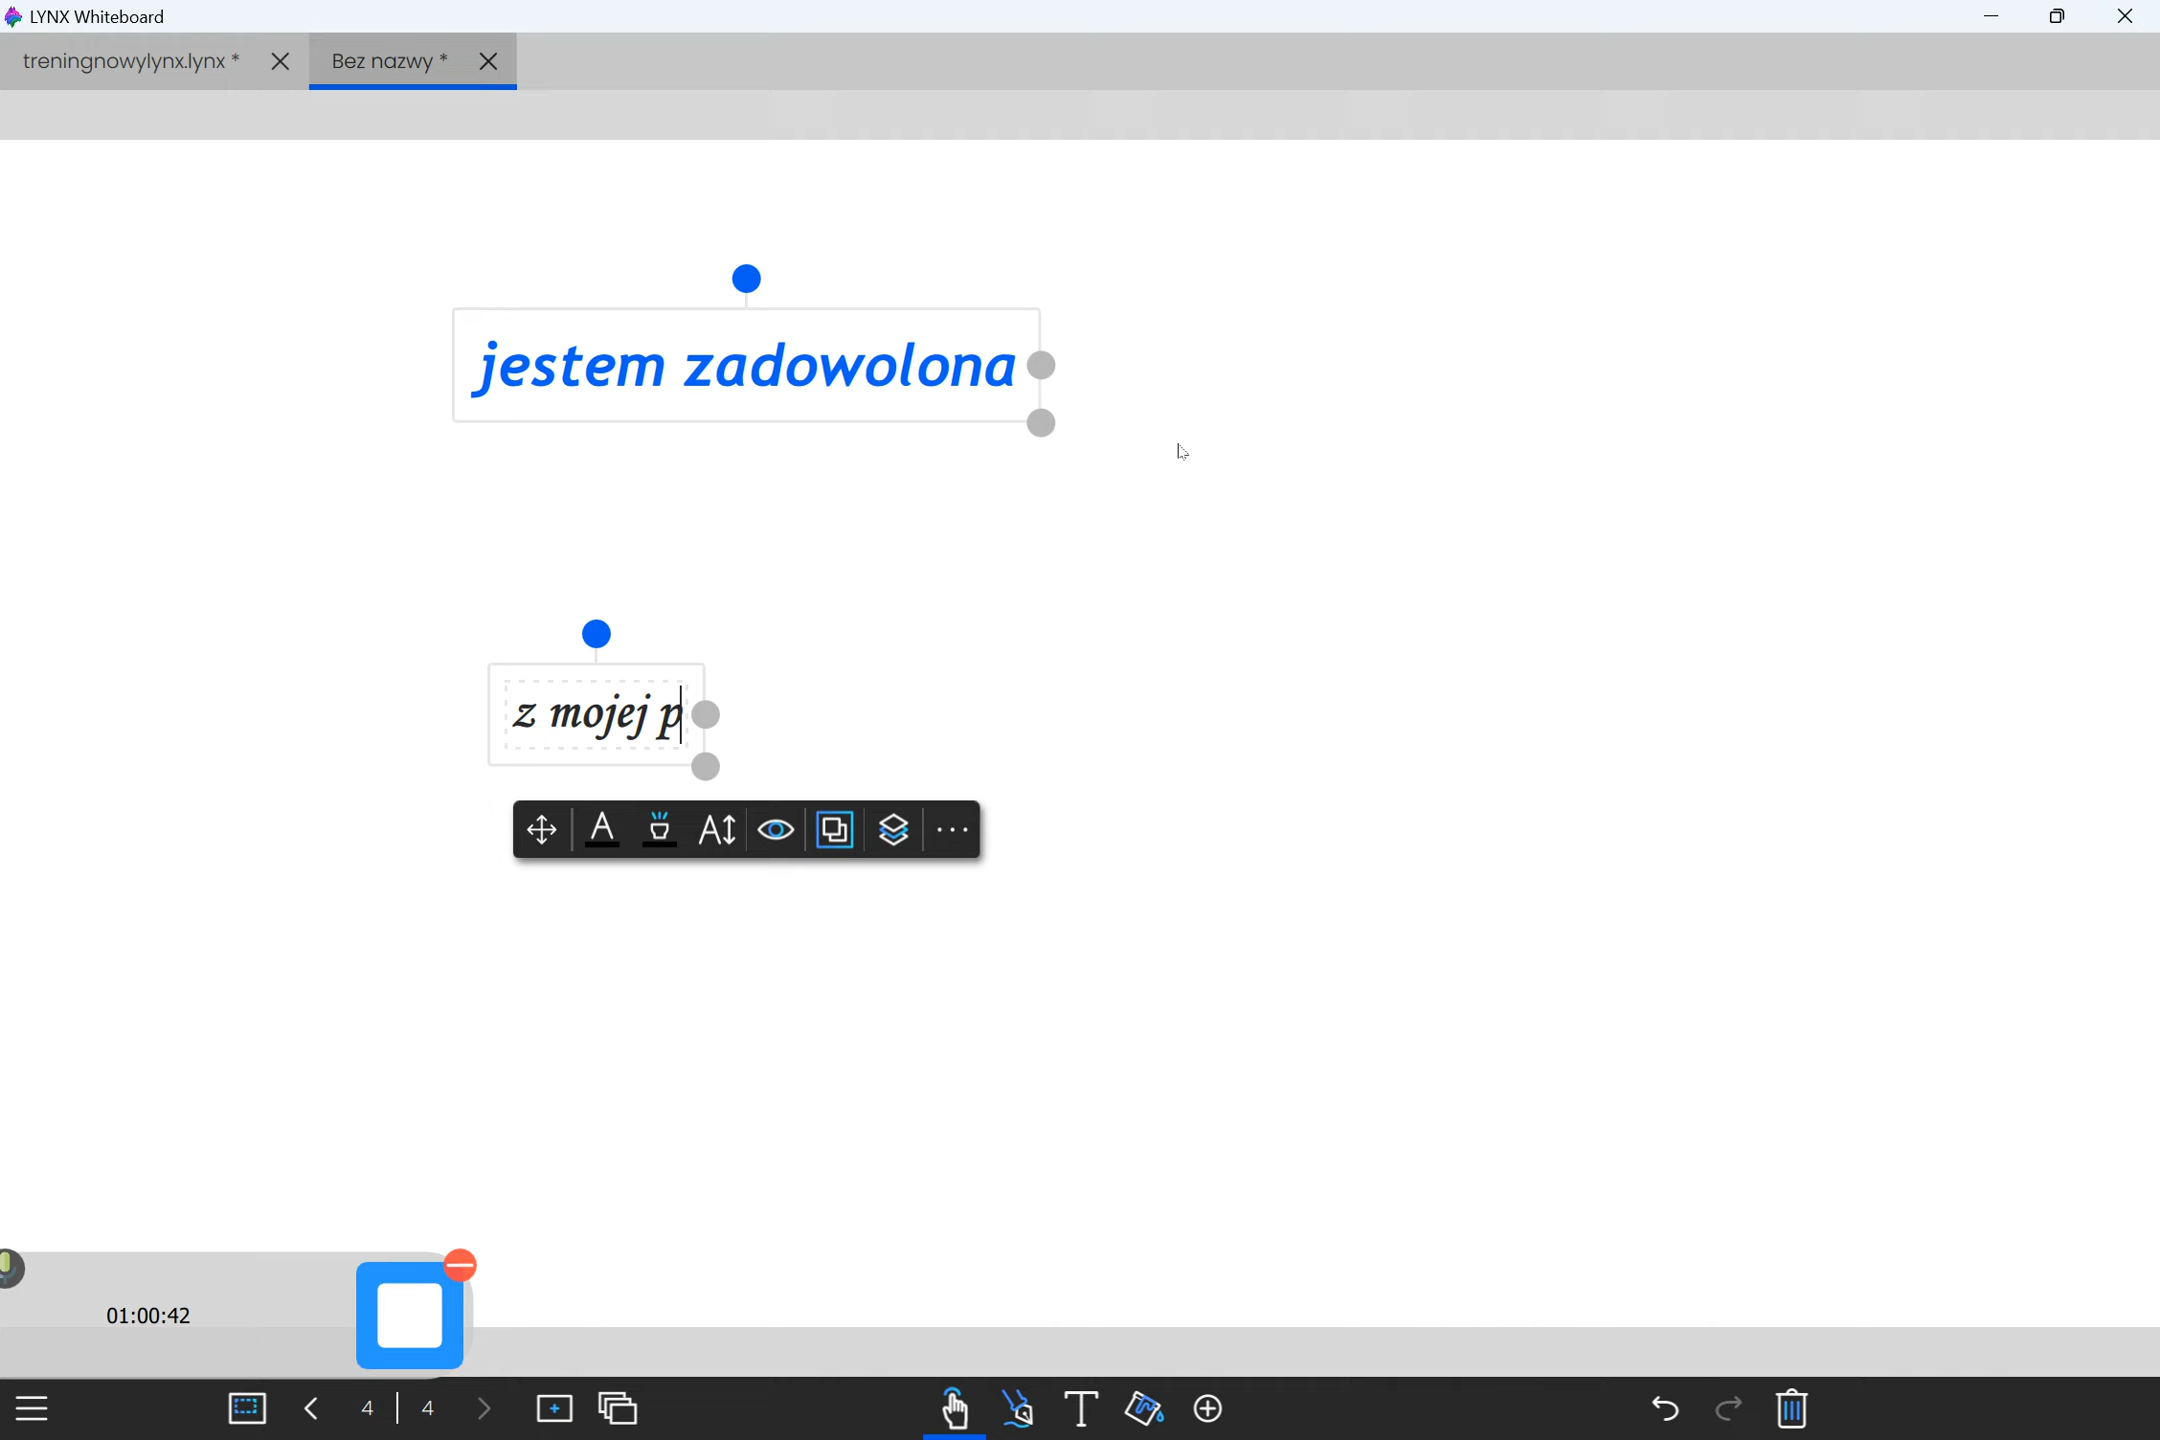 LYNX Whiteboard
treningnowylynx.lynx *
Bez nazwy *
jestem zadowolona
z mojej p
01:00:42
4 | 4